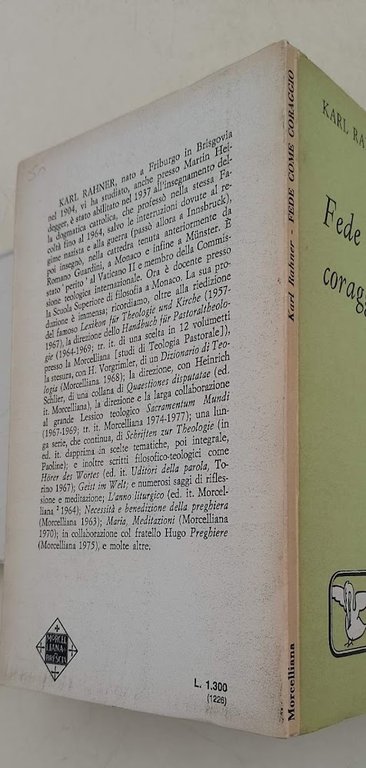 KARL RAHNER, nato a Friburgo in Brisgovia
nel 1904, vi ha studiato, anche presso Martin Hei-
degger, è stato abilitato nel 1937 all'insegnamento del-
la dogmatica cattolica, che professò nella stessa Fa-
coltà fino al 1964, salvo le interruzioni dovute al re-
gime nazista e alla guerra (passò allora a Innsbruck),
poi insegnò, nella cattedra tenuta anteriormente da
Romano Guardini, a Monaco e infine a Münster. È
stato 'perito' al Vaticano II e membro della Commis-
sione teologica internazionale. Ora è docente presso
la Scuola Superiore di filosofia a Monaco. La sua pro-
duzione è immensa; ricordiamo, oltre alla riedizione
del famoso Lexikon für Theologie und Kirche (1957-
1967), la direzione dello Handbuch für Pastoraltheolo-
gie (1964-1969; tr. it. di una scelta in 12 volumetti
presso la Morcelliana [studi di Teologia Pastorale]),
la stesura, con H. Vorgrimler, di un Dizionario di Teo-
logia (Morcelliana 1968); la direzione, con Heinrich
Schlier, di una collana di Quaestiones disputatae (ed.
it. Morcelliana), la direzione e la larga collaborazione
al grande Lessico teologico Sacramentum Mundi
(1967-1969; tr. it. Morcelliana 1974-1977); una lun-
ga serie, che continua, di Schriften zur Theologie (in
ed. it. dapprima in scelte tematiche, poi integrale,
Paoline); e inoltre scritti filosofico-teologici come
Hörer des Wortes (ed. it. Uditori della parola, To-
rino 1967); Geist im Welt; e numerosi saggi di rifles-
sione e meditazione; L'anno liturgico (ed. it. Morcel-
liana ² 1964); Necessità e benedizione della preghiera
(Morcelliana 1963); Maria, Meditazioni (Morcelliana
1970); in collaborazione col fratello Hugo Preghiere
(Morcelliana 1975), e molte altre.
MORCEL
LIANA
BRESCIA
L. 1.300
(1226)
Karl Rahner - FEDE COME CORAGGIO
Morcelliana
KARL RA
Fede
coragg